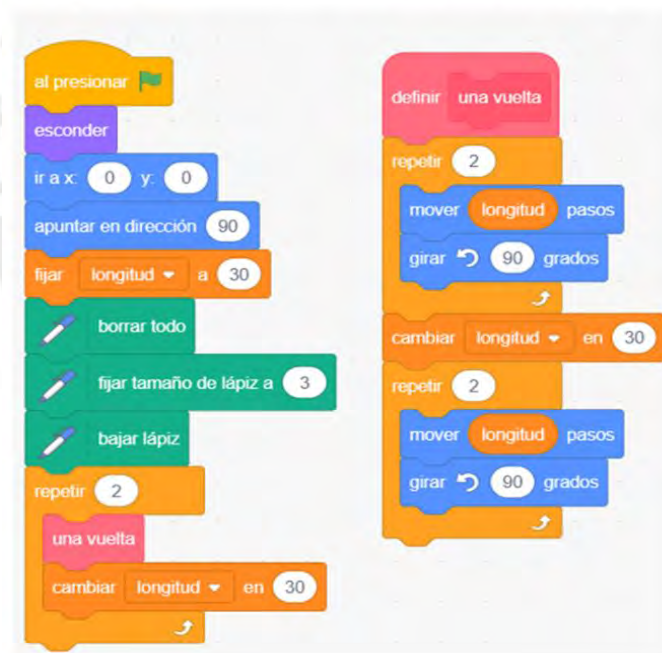 al presionar
esconder
ir a x: 0 y: 0
apuntar en dirección 90
fijar longitud a 30
borrar todo
fijar tamaño de lápiz a 3
bajar lápiz
repetir 2
una vuelta
cambiar longitud en 30
definir una vuelta
repetir 2
mover longitud pasos
girar 90 grados
cambiar longitud en 30
repetir 2
mover longitud pasos
girar 90 grados